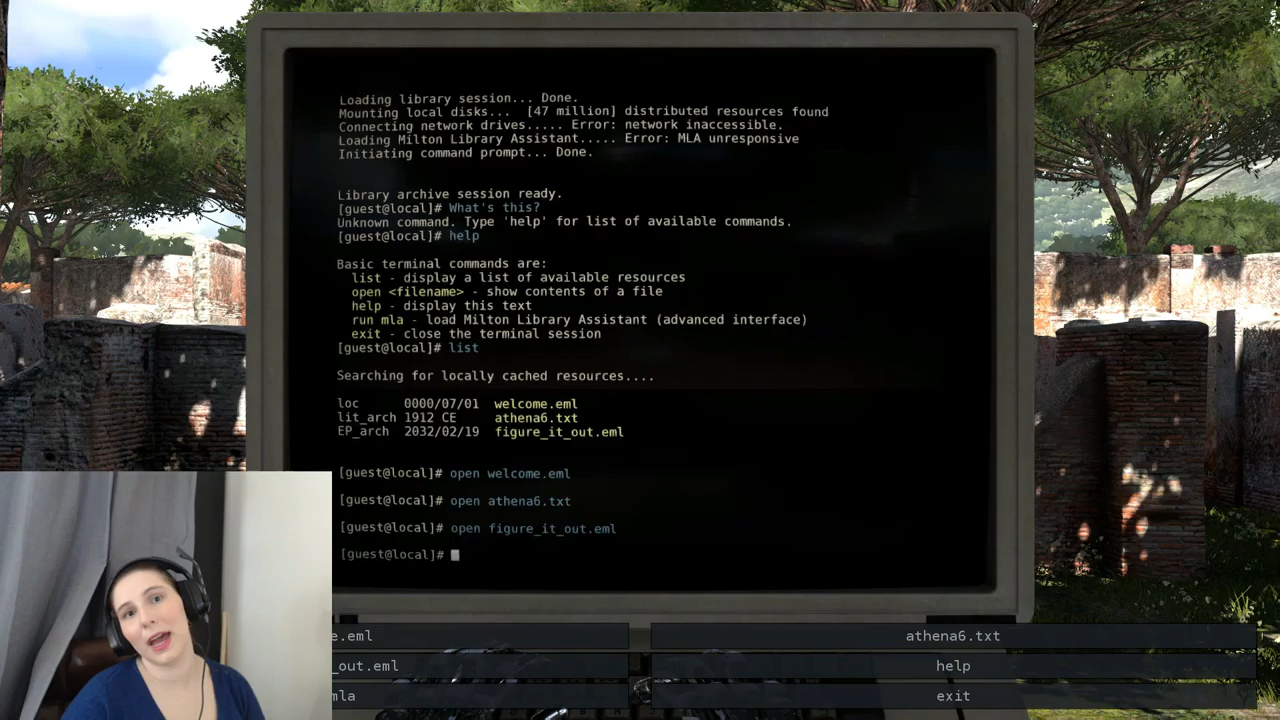 Loading library session... Done.
Mounting local disks...  [47 million] distributed resources found
Connecting network drives..... Error: network inaccessible.
Loading Milton Library Assistant..... Error: MLA unresponsive
Initiating command prompt... Done.
Library archive session ready.
[guest@local]# What's this?
Unknown command. Type 'help' for list of available commands.
[guest@local]# help
Basic terminal commands are:
list - display a list of available resources
open <filename> - show contents of a file
help - display this text
run mla - load Milton Library Assistant (advanced interface)
exit - close the terminal session
[guest@local]# list
Searching for locally cached resources....
loc 0000/07/01 welcome.eml
lit_arch 1912 CE athena6.txt
EP_arch 2032/02/19 figure_it_out.eml
[guest@local]# open welcome.eml
[guest@local]# open athena6.txt
[guest@local]# open figure_it_out.eml
[guest@local]#
e.eml athena6.txt
_out.eml help
mla exit